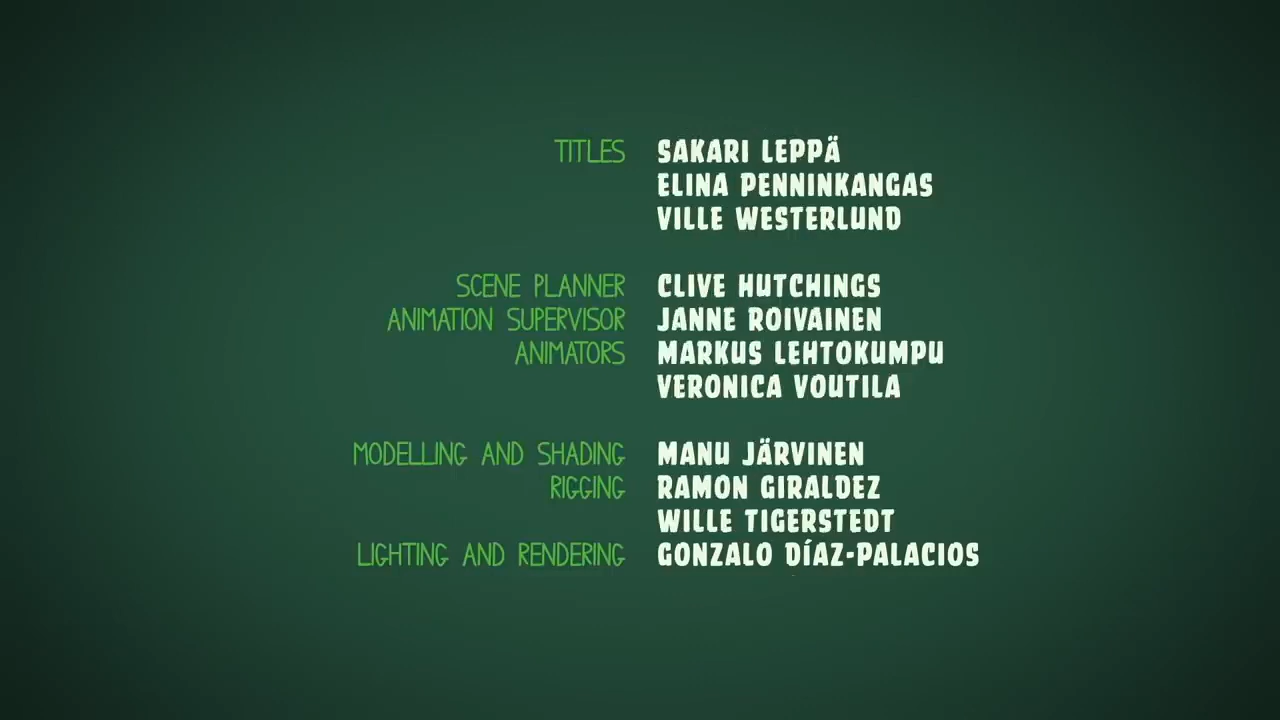 TITLES SAKARI LEPPÄ
ELINA PENNINKANGAS
VILLE WESTERLUND
SCENE PLANNER CLIVE HUTCHINGS
ANIMATION SUPERVISOR JANNE ROIVAINEN
ANIMATORS MARKUS LEHTOKUMPU
VERONICA VOUTILA
MODELLING AND SHADING MANU JÄRVINEN
RIGGING RAMON GIRALDEZ
WILLE TIGERSTEDT
LIGHTING AND RENDERING GONZALO DÍAZ-PALACIOS